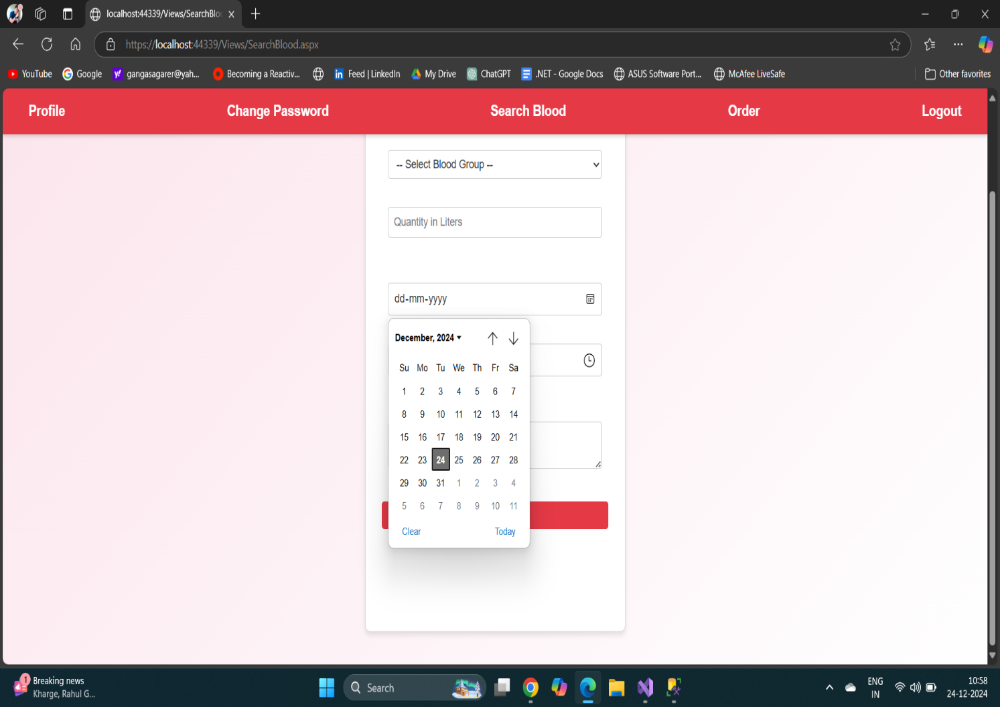 localhost:44339/Views/SearchBloo
https://localhost:44339/Views/SearchBlood.aspx
YouTube
Google
gangasagarer@yah...
Becoming a Reactiv...
Feed | LinkedIn
My Drive
ChatGPT
.NET - Google Docs
ASUS Software Port...
McAfee LiveSafe
Other favorites
Profile
Change Password
Search Blood
Order
Logout
-- Select Blood Group --
Quantity in Liters
dd-mm-yyyy
December, 2024
Su Mo Tu We Th Fr Sa
1 2 3 4 5 6 7
8 9 10 11 12 13 14
15 16 17 18 19 20 21
22 23 24 25 26 27 28
29 30 31 1 2 3 4
5 6 7 8 9 10 11
Clear
Today
1
Breaking news
Kharge, Rahul G...
Search
ENG
IN
10:58
24-12-2024